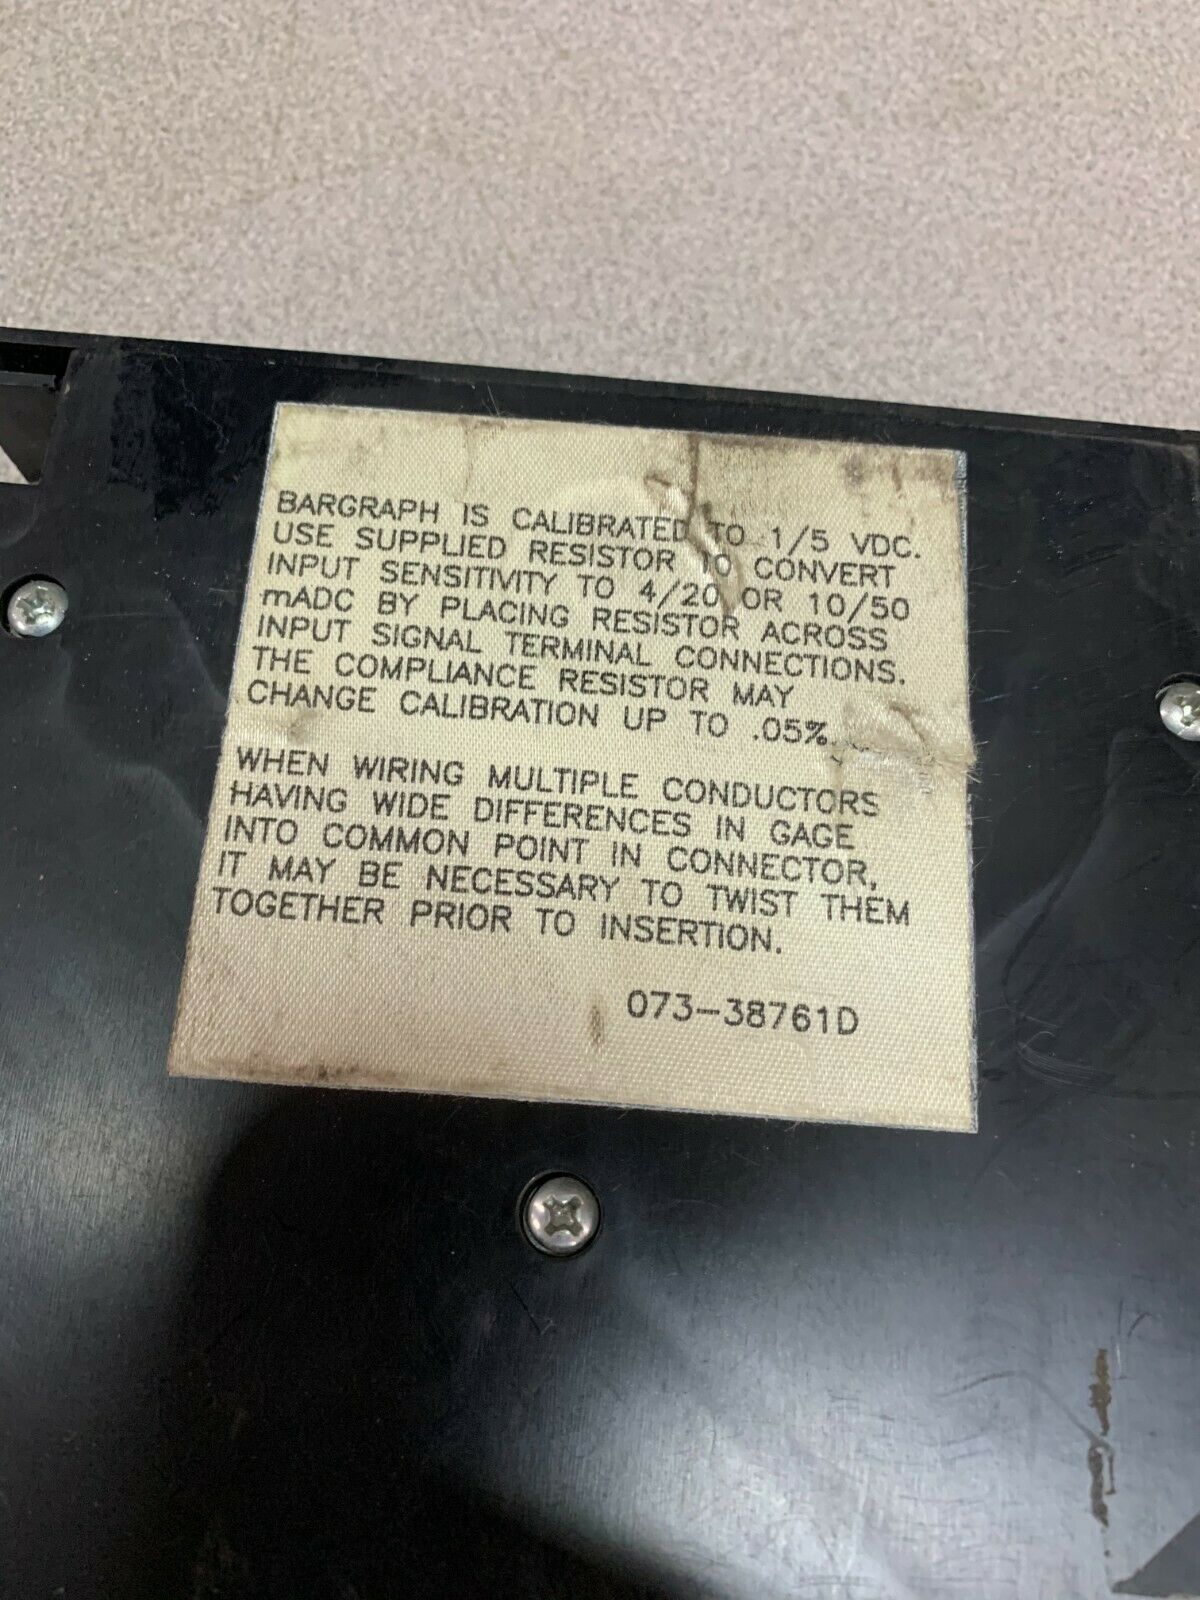 BARGRAPH IS CALIBRATED TO 1/5 VDC.
USE SUPPLIED RESISTOR TO CONVERT
INPUT SENSITIVITY TO 4/20 OR 10/50
mADC BY PLACING RESISTOR ACROSS
INPUT SIGNAL TERMINAL CONNECTIONS.
THE COMPLIANCE RESISTOR MAY
CHANGE CALIBRATION UP TO .05%.
WHEN WIRING MULTIPLE CONDUCTORS
HAVING WIDE DIFFERENCES IN GAGE
INTO COMMON POINT IN CONNECTOR,
IT MAY BE NECESSARY TO TWIST THEM
TOGETHER PRIOR TO INSERTION.
073-38761D